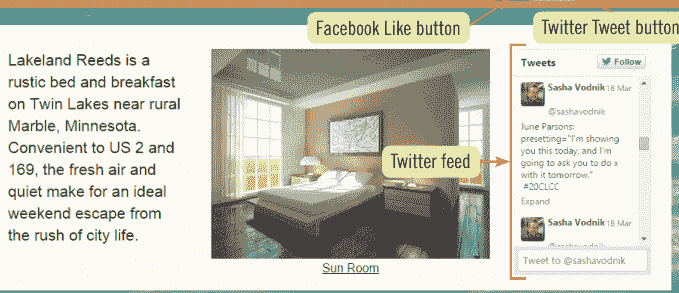 Facebook Like button
Twitter Tweet button
Lakeland Reeds is a
rustic bed and breakfast
on Twin Lakes near rural
Marble, Minnesota.
Convenient to US 2 and
169, the fresh air and
quiet make for an ideal
weekend escape from
the rush of city life.
Sun Room
Twitter feed
Tweets
Follow
Sasha Vodnik 18 Mar
@sashavodnik
June Parsons:
presetting="I'm showing
you this today, and I'm
going to ask you to do x
with it tomorrow."
#20CLCC
Expand
Sasha Vodnik 18 Mar
@sashavodnik
Tweet to @sashavodnik